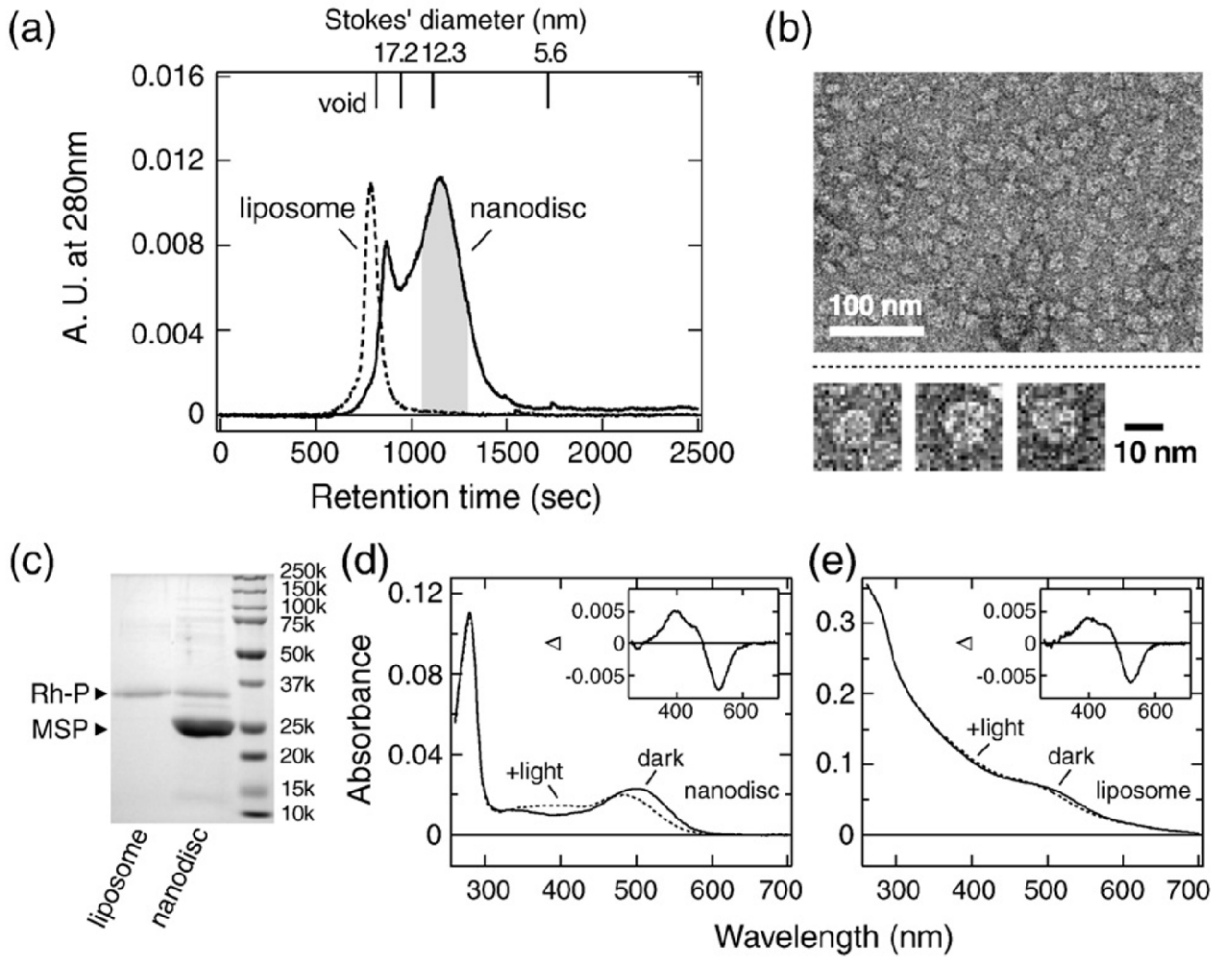 (a)
Stokes' diameter (nm)
17.2 12.3 5.6
void
0.016
0.012
0.008
0.004
0
A. U. at 280nm
liposome
nanodisc
0 500 1000 1500 2000 2500
Retention time (sec)
(b)
100 nm
10 nm
(c)
250k
150k
100k
75k
50k
37k
25k
20k
15k
10k
Rh-P
MSP
liposome
nanodisc
(d)
0.12
0.08
0.04
0
Absorbance
+light
dark
nanodisc
0.005
0
-0.005
Δ
400 600
300 400 500 600 700
(e)
0.3
0.2
0.1
0
+light
dark
liposome
0.005
0
-0.005
Δ
400 600
300 400 500 600 700
Wavelength (nm)